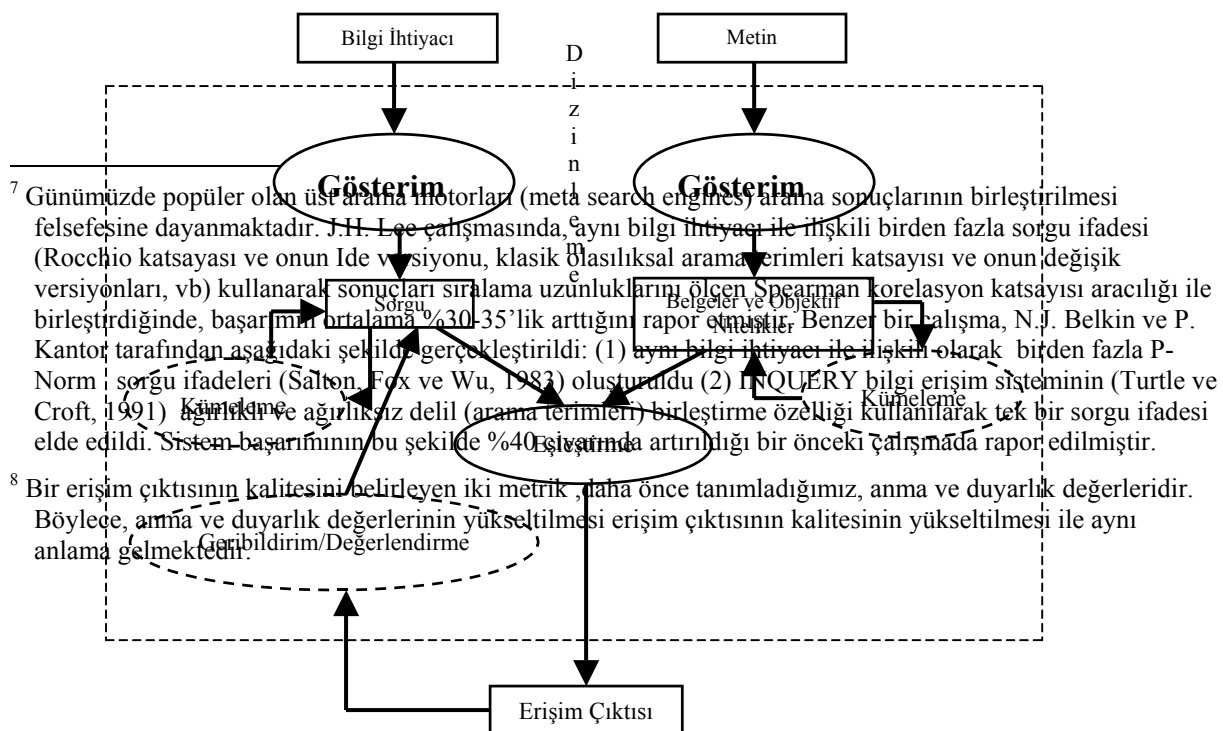 Bilgi İhtiyacı
Metin
Dizinleme
Gösterim
Gösterim
Sorgu
Belgeler ve Objektif
Nitelikler
Kümeleme
Kümeleme
Eşleştirme
Geribildirim/Değerlendirme
Erişim Çıktısı
7 Günümüzde popüler olan üst arama motorları (meta search engines) arama sonuçlarının birleştirilmesi
felsefesine dayanmaktadır. J.H. Lee çalışmasında, aynı bilgi ihtiyacı ile ilişkili birden fazla sorgu ifadesi
(Rocchio katsayası ve onun Ide versiyonu, klasik olasılıksal arama terimleri katsayısı ve onun değişik
versiyonları, vb) kullanarak sonuçları sıralama uzunluklarını ölçen Spearman korelasyon katsayısı aracılığı ile
birleştirdiğinde, başarımın ortalama %30-35’lik arttığını rapor etmiştir. Benzer bir çalışma, N.J. Belkin ve P.
Kantor tarafından aşağıdaki şekilde gerçekleştirildi: (1) aynı bilgi ihtiyacı ile ilişkili olarak birden fazla P-
Norm sorgu ifadeleri (Salton, Fox ve Wu, 1983) oluşturuldu (2) INQUERY bilgi erişim sisteminin (Turtle ve
Croft, 1991) ağırlıklı ve ağırlıksız delil (arama terimleri) birleştirme özelliği kullanılarak tek bir sorgu ifadesi
elde edildi. Sistem başarımının bu şekilde %40 civarında artırıldığı bir önceki çalışmada rapor edilmiştir.
8 Bir erişim çıktısının kalitesini belirleyen iki metrik ,daha önce tanımladığımız, anma ve duyarlık değerleridir.
Böylece, anma ve duyarlık değerlerinin yükseltilmesi erişim çıktısının kalitesinin yükseltilmesi ile aynı
anlama gelmektedir.